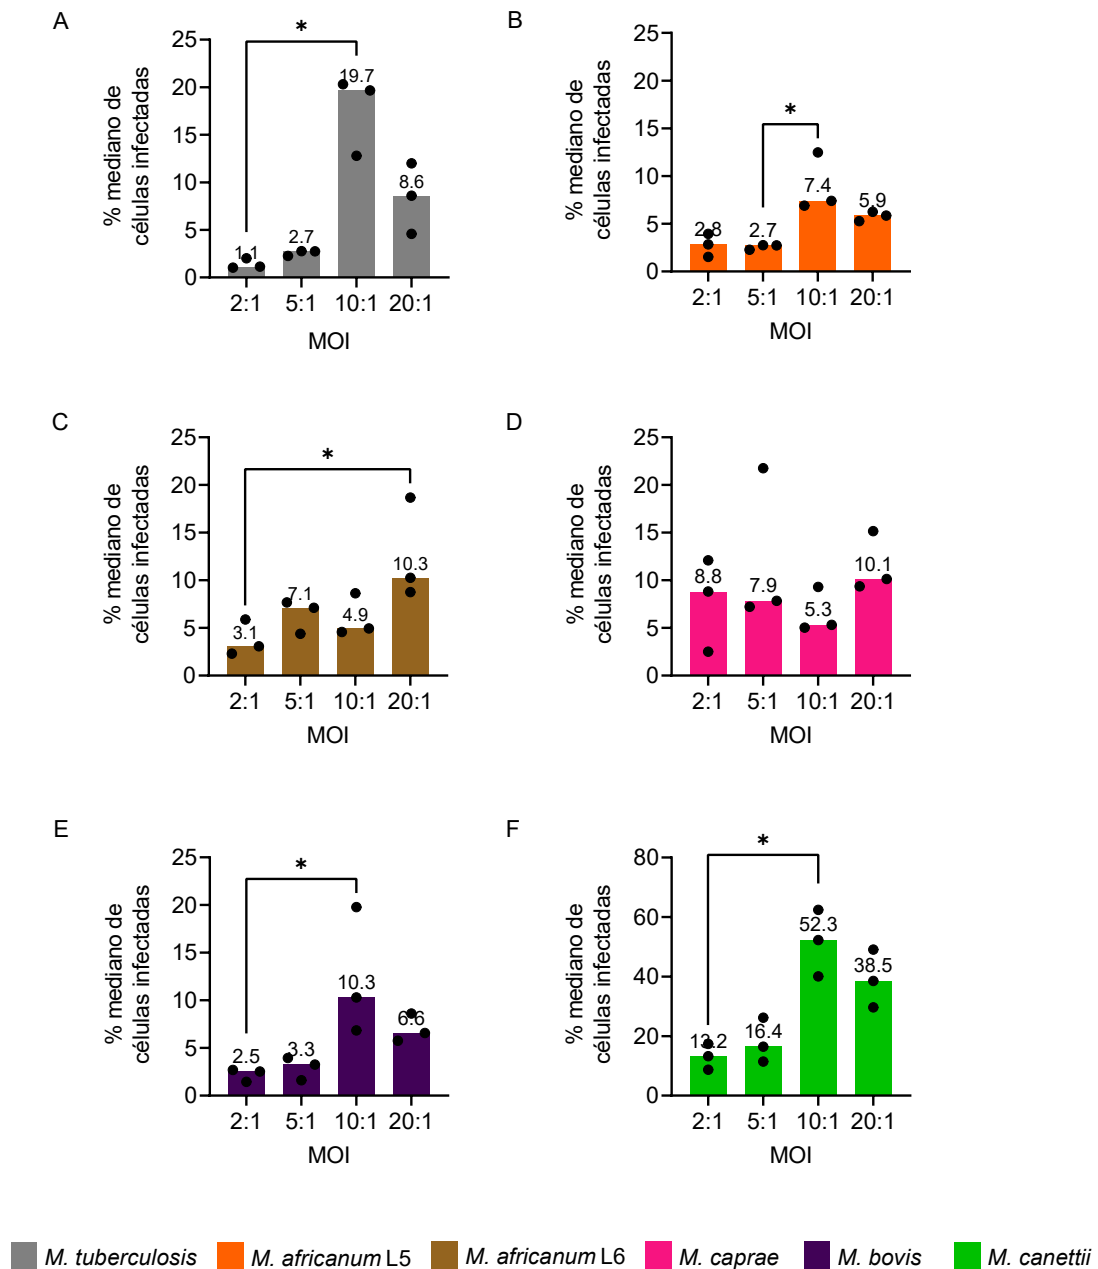 A
% mediano de
células infectadas
25
20
15
10
5
0
*
1.1
2.7
19.7
8.6
2:1
5:1
10:1
20:1
MOI
B
% mediano de
células infectadas
25
20
15
10
5
0
*
2.8
2.7
7.4
5.9
2:1
5:1
10:1
20:1
MOI
C
% mediano de
células infectadas
25
20
15
10
5
0
*
3.1
7.1
4.9
10.3
2:1
5:1
10:1
20:1
MOI
D
% mediano de
células infectadas
25
20
15
10
5
0
8.8
7.9
5.3
10.1
2:1
5:1
10:1
20:1
MOI
E
% mediano de
células infectadas
25
20
15
10
5
0
*
2.5
3.3
10.3
6.6
2:1
5:1
10:1
20:1
MOI
F
% mediano de
células infectadas
80
60
40
20
0
*
13.2
16.4
52.3
38.5
2:1
5:1
10:1
20:1
MOI
M. tuberculosis
M. africanum L5
M. africanum L6
M. caprae
M. bovis
M. canettii